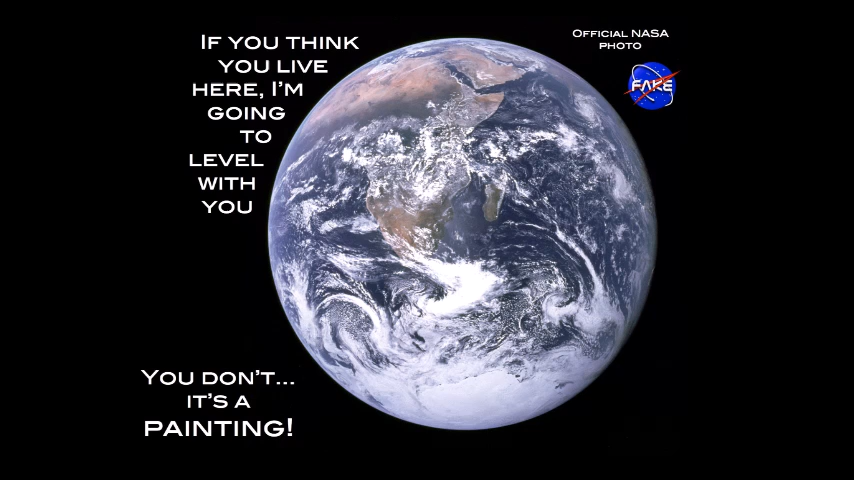 If you think
you live
here, I'm
going
to
level
with
you
Official NASA
photo
FAKE
You don't...
it's a
painting!